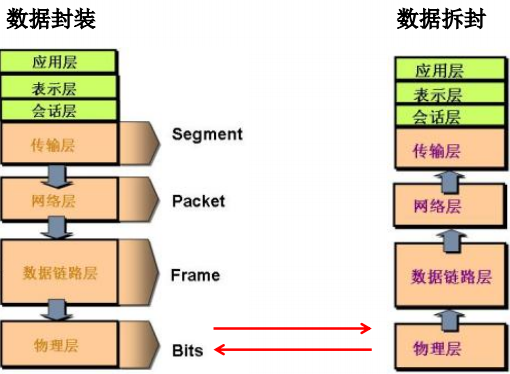 数据封装
应用层
表示层
会话层
传输层
Segment
网络层
Packet
数据链路层
Frame
物理层
Bits
数据拆封
应用层
表示层
会话层
传输层
网络层
数据链路层
物理层